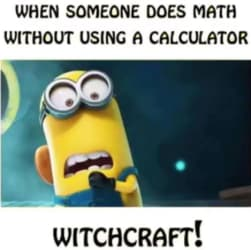 WHEN SOMEONE DOES MATH
WITHOUT USING A CALCULATOR
WITCHCRAFT!